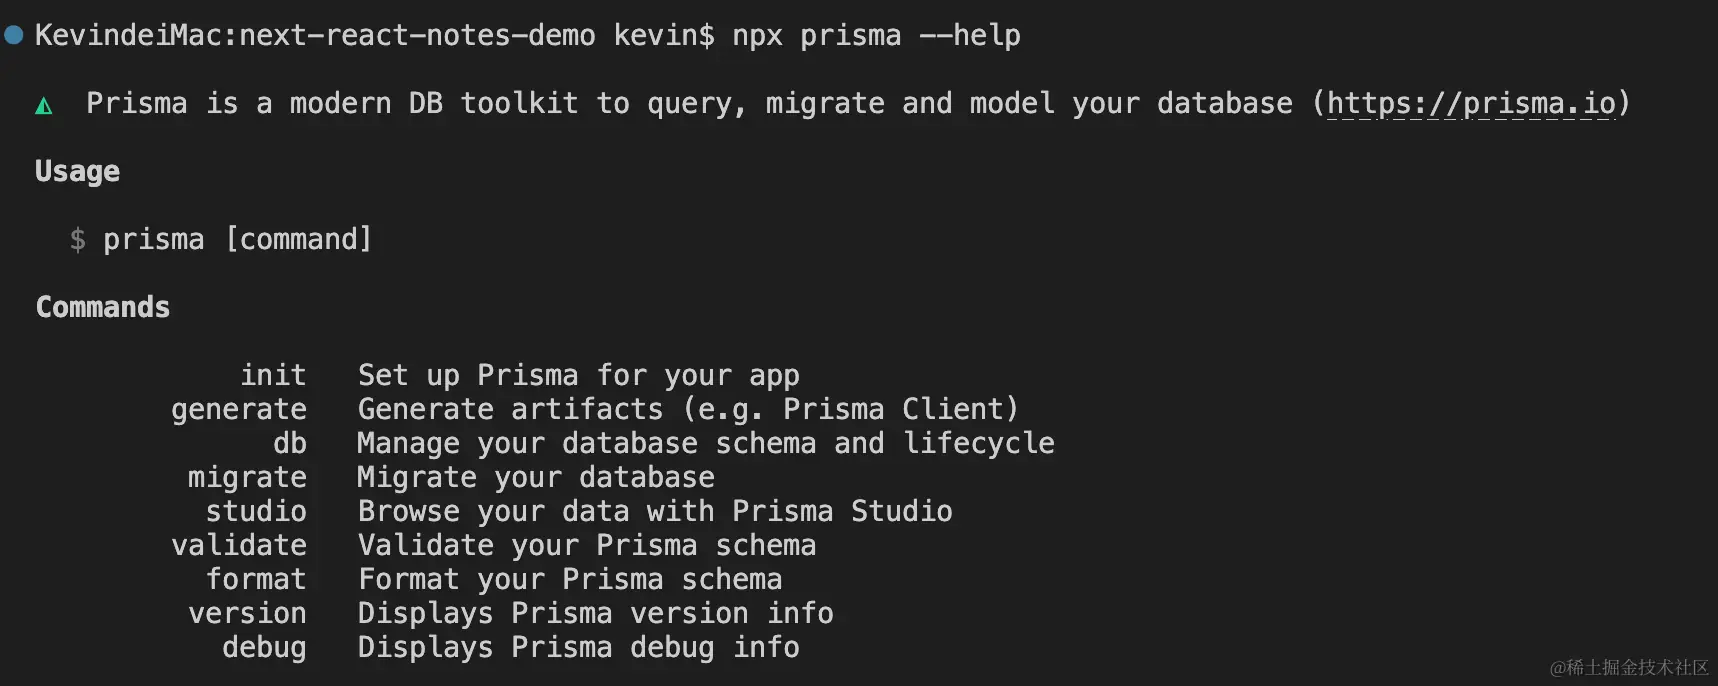 KevindeiMac:next-react-notes-demo kevin$ npx prisma --help
Prisma is a modern DB toolkit to query, migrate and model your database (https://prisma.io)
Usage
$ prisma [command]
Commands
init   Set up Prisma for your app
generate   Generate artifacts (e.g. Prisma Client)
db   Manage your database schema and lifecycle
migrate   Migrate your database
studio   Browse your data with Prisma Studio
validate   Validate your Prisma schema
format   Format your Prisma schema
version   Displays Prisma version info
debug   Displays Prisma debug info
@稀土掘金技术社区